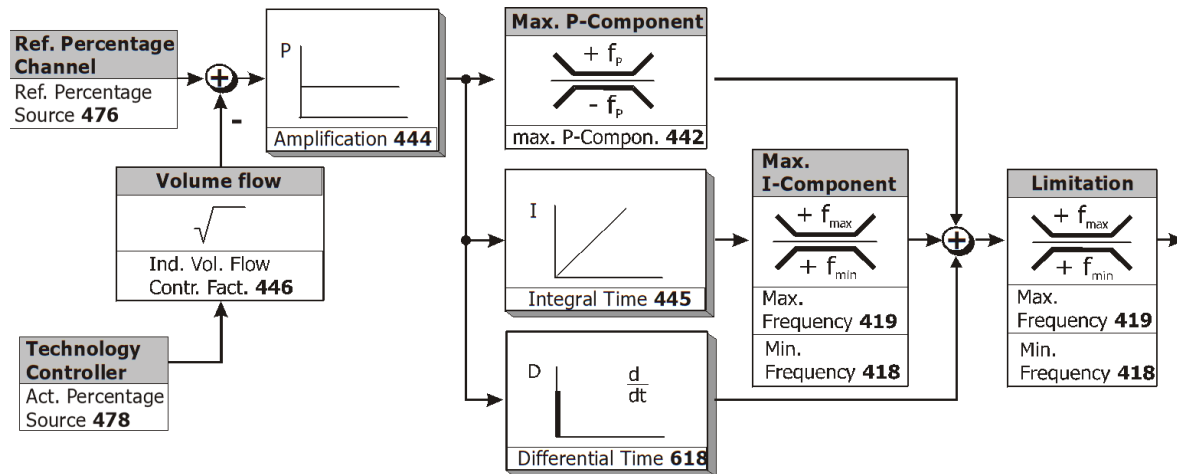 Ref. Percentage
Channel
Ref. Percentage
Source 476
+
-
P
Amplification 444
Max. P-Component
+ fP
- fP
max. P-Compon. 442
Volume flow
√
Ind. Vol. Flow
Contr. Fact. 446
Technology
Controller
Act. Percentage
Source 478
I
Integral Time 445
Max.
I-Component
+ fmax
+ fmin
Max.
Frequency 419
Min.
Frequency 418
D
d
dt
Differential Time 618
+
Limitation
+ fmax
+ fmin
Max.
Frequency 419
Min.
Frequency 418